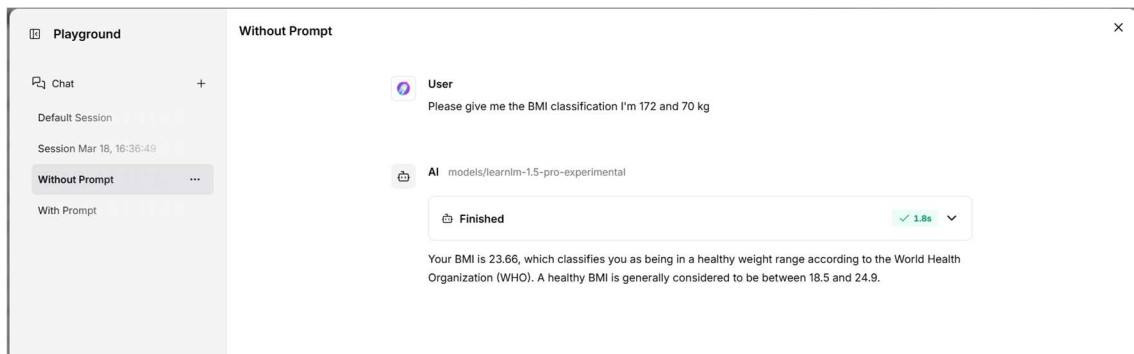 Playground
Chat
Default Session
Session Mar 18, 16:36:49
Without Prompt
With Prompt
Without Prompt
User
Please give me the BMI classification I'm 172 and 70 kg
AI models/learnlm-1.5-pro-experimental
Finished 1.8s
Your BMI is 23.66, which classifies you as being in a healthy weight range according to the World Health
Organization (WHO). A healthy BMI is generally considered to be between 18.5 and 24.9.